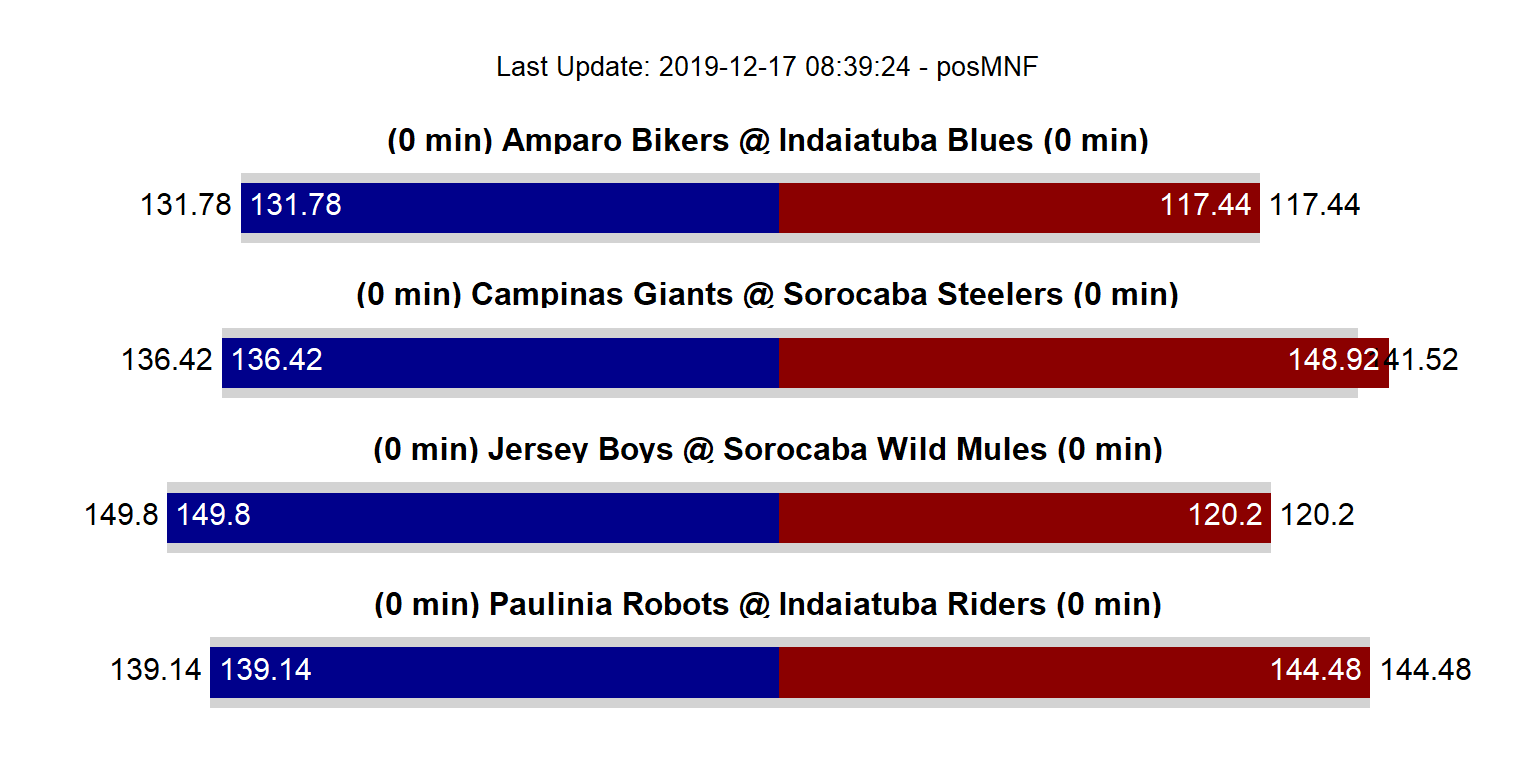 Last Update: 2019-12-17 08:39:24 - posMNF
(0 min) Amparo Bikers @ Indaiatuba Blues (0 min)
131.78 131.78 117.44 117.44
(0 min) Campinas Giants @ Sorocaba Steelers (0 min)
136.42 136.42 148.92 41.52
(0 min) Jersey Boys @ Sorocaba Wild Mules (0 min)
149.8 149.8 120.2 120.2
(0 min) Paulinia Robots @ Indaiatuba Riders (0 min)
139.14 139.14 144.48 144.48